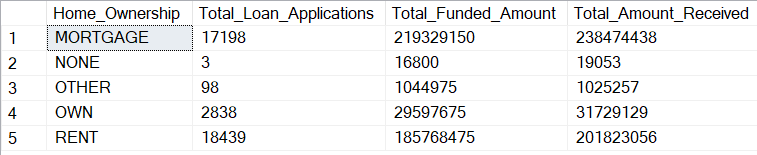 Home_Ownership Total_Loan_Applications Total_Funded_Amount Total_Amount_Received
1 MORTGAGE 17198 219329150 238474438
2 NONE 3 16800 19053
3 OTHER 98 1044975 1025257
4 OWN 2838 29597675 31729129
5 RENT 18439 185768475 201823056